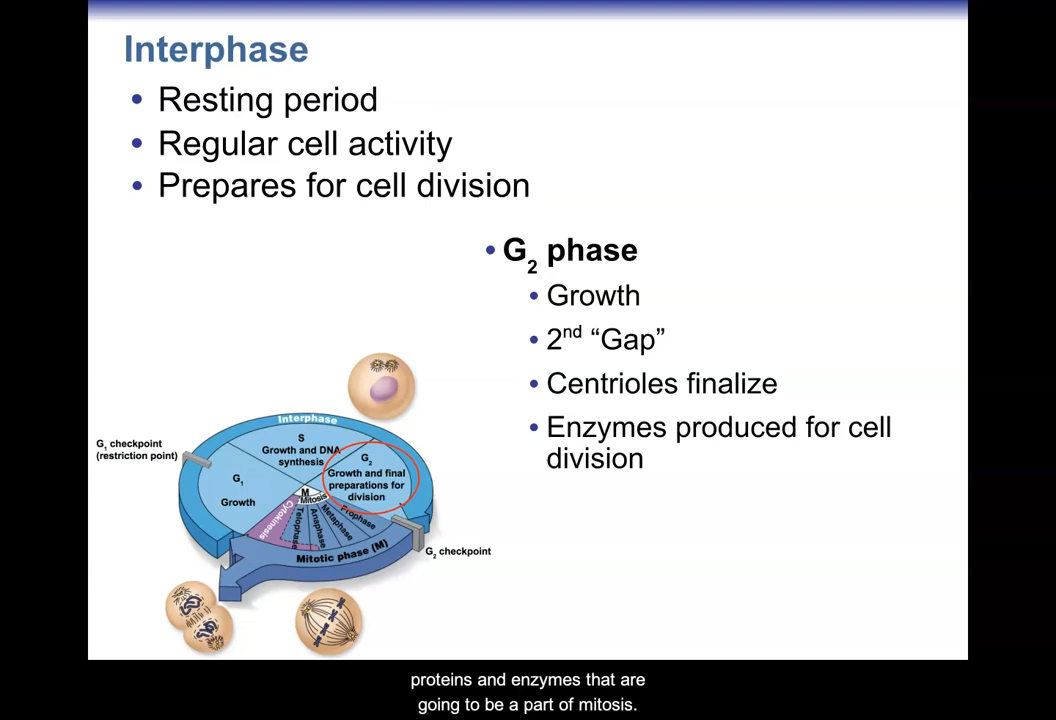 Interphase
• Resting period
• Regular cell activity
• Prepares for cell division
• G₂ phase
• Growth
• 2nd “Gap”
• Centrioles finalize
• Enzymes produced for cell
division
Interphase
G₁ checkpoint
(restriction point)
S
Growth and DNA
synthesis
G₂
Growth and final
preparations for
division
G₁
Growth
M
Mitosis
Cytokinesis
Telophase
Anaphase
Metaphase
Prophase
Mitotic phase (M)
G₂ checkpoint
proteins and enzymes that are
going to be a part of mitosis.